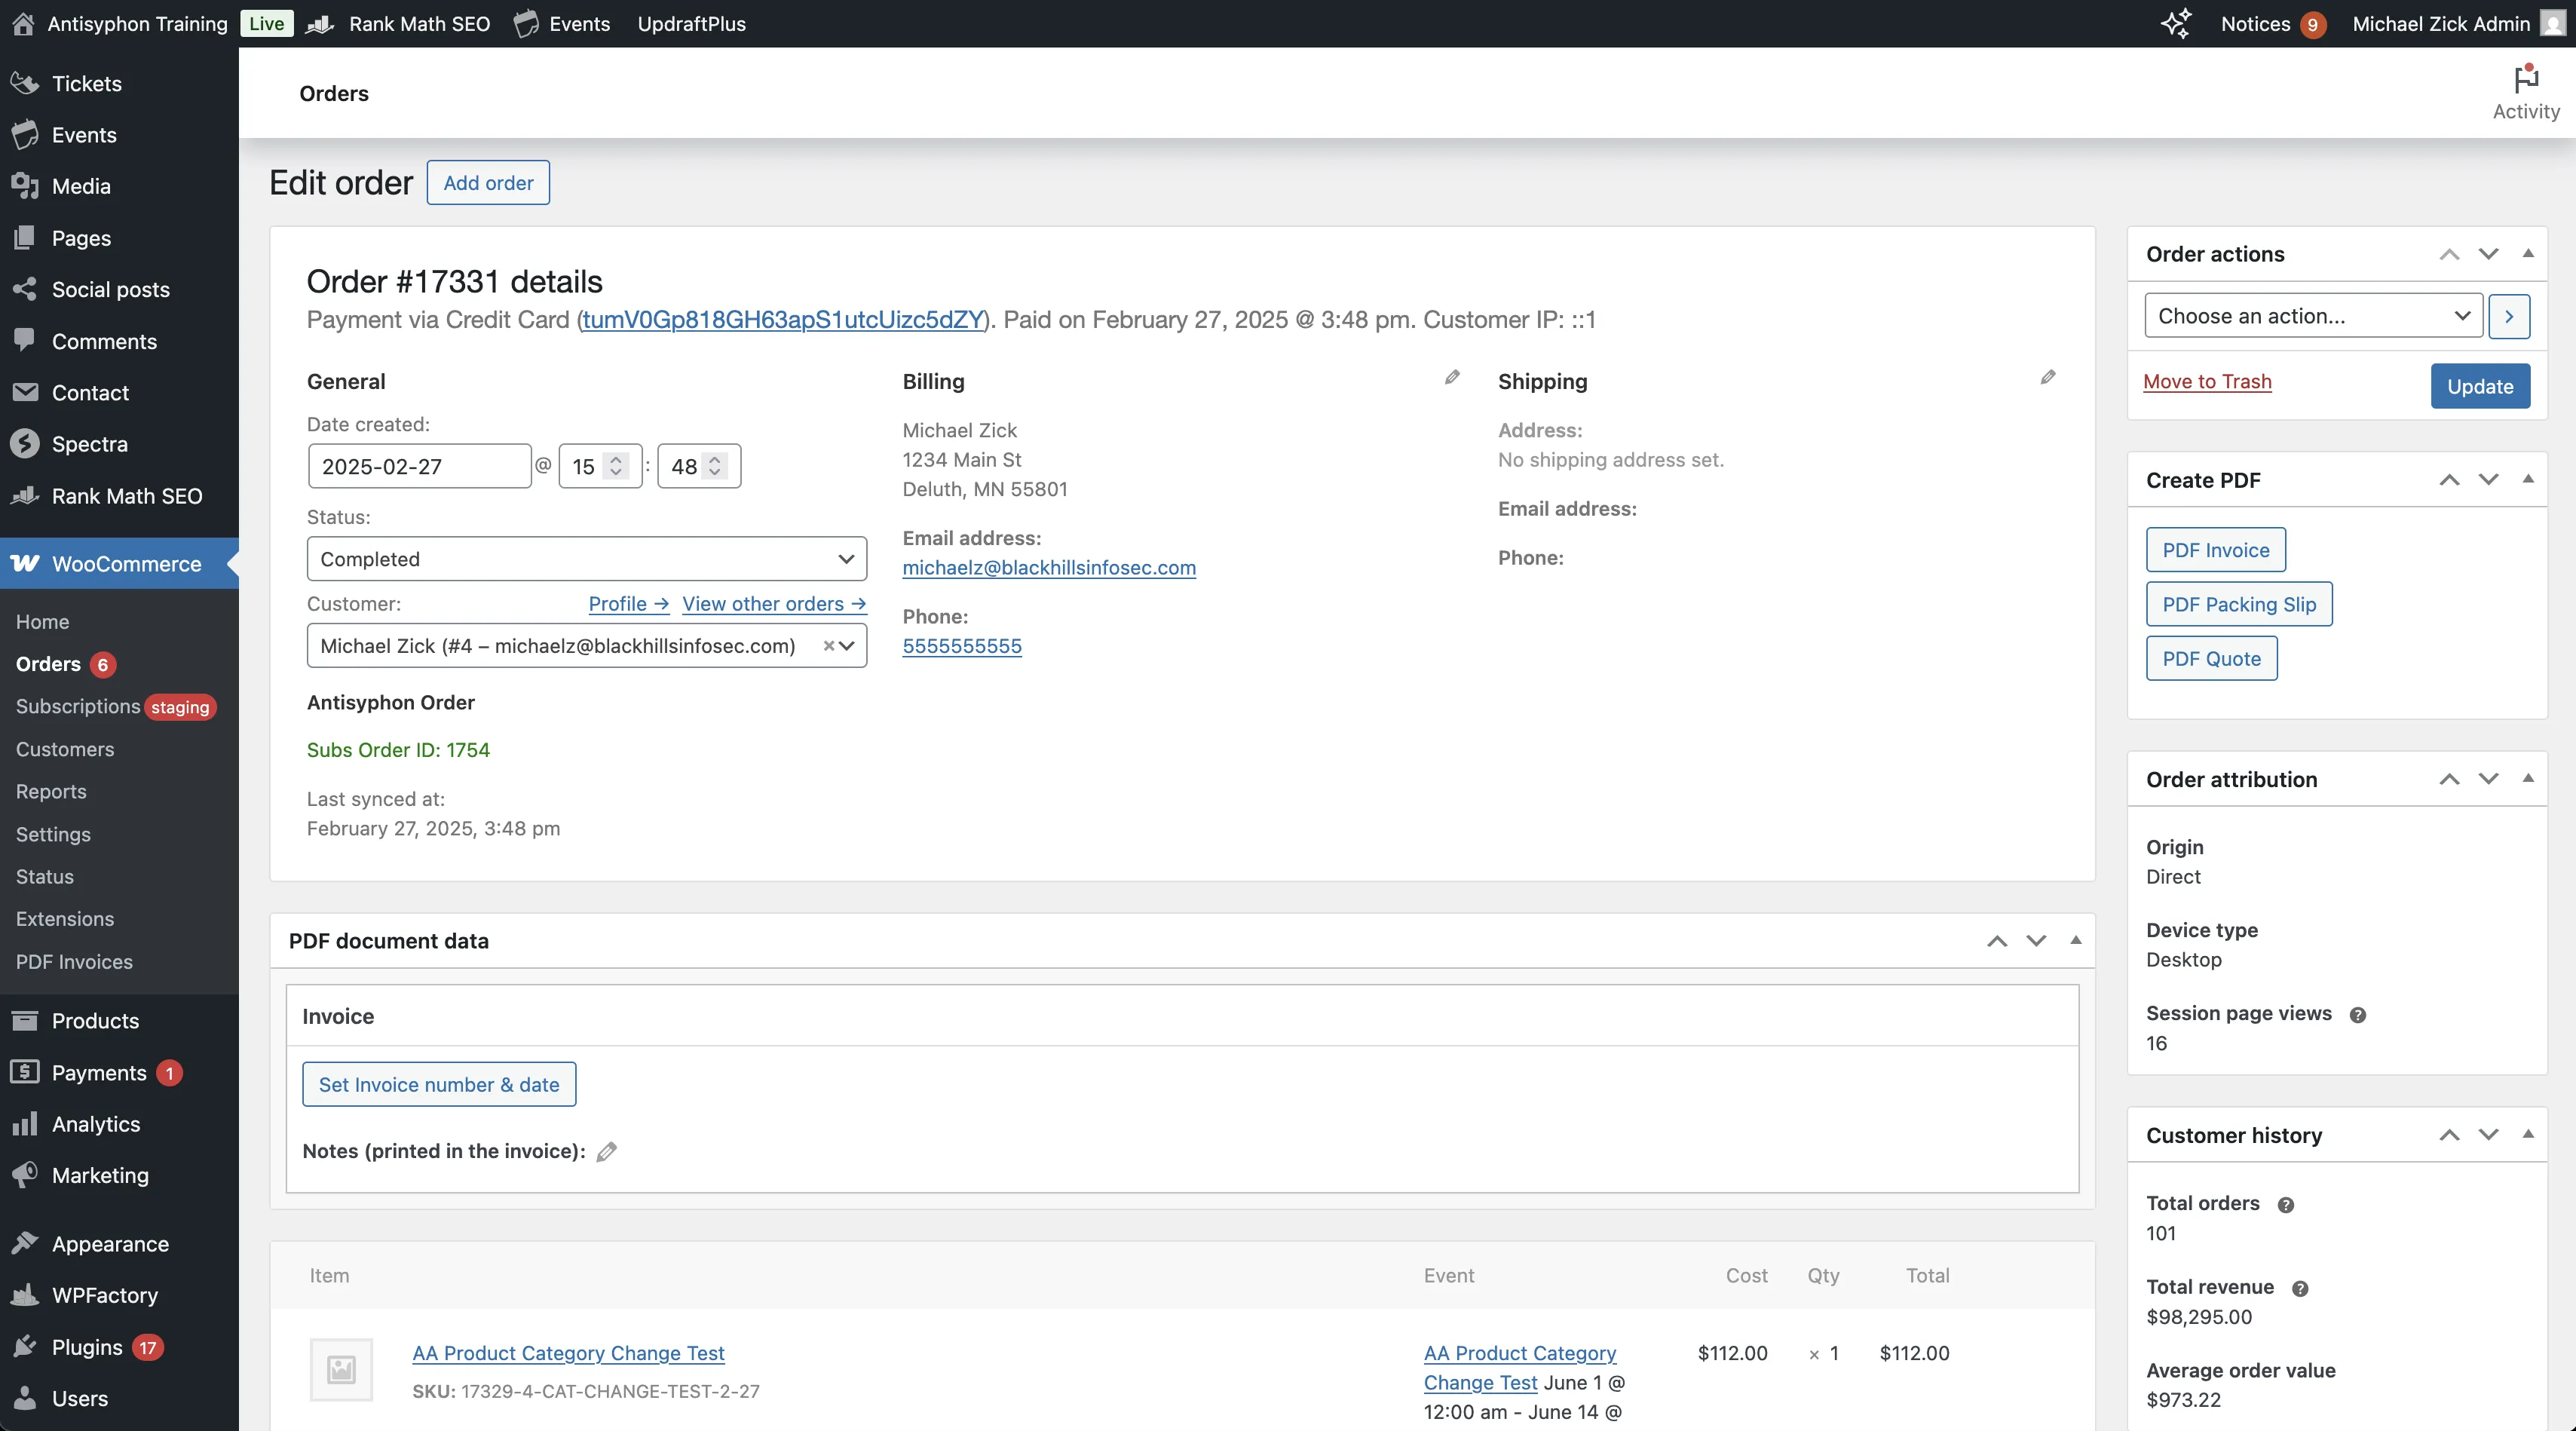 Antisyphon Training Live Rank Math SEO Events UpdraftPlus Notices 9 Michael Zick Admin
Tickets
Events
Media
Pages
Social posts
Comments
Contact
Spectra
Rank Math SEO
WooCommerce
Home
Orders 6
Subscriptions staging
Customers
Reports
Settings
Status
Extensions
PDF Invoices
Products
Payments 1
Analytics
Marketing
Appearance
WPFactory
Plugins 17
Users
Orders
Activity
Edit order Add order
Order #17331 details
Payment via Credit Card (tumV0Gp818GH63apS1utcUizc5dZY). Paid on February 27, 2025 @ 3:48 pm. Customer IP: ::1
General
Date created:
2025-02-27 @ 15 : 48
Status:
Completed
Customer: Profile → View other orders →
Michael Zick (#4 – michaelz@blackhillsinfosec.com) ×
Antisyphon Order
Subs Order ID: 1754
Last synced at:
February 27, 2025, 3:48 pm
Billing
Michael Zick
1234 Main St
Deluth, MN 55801
Email address:
michaelz@blackhillsinfosec.com
Phone:
5555555555
Shipping
Address:
No shipping address set.
Email address:
Phone:
PDF document data
Invoice
Set Invoice number & date
Notes (printed in the invoice):
Item Event Cost Qty Total
AA Product Category Change Test
SKU: 17329-4-CAT-CHANGE-TEST-2-27
AA Product Category
Change Test June 1 @
12:00 am - June 14 @
$112.00 × 1 $112.00
Order actions
Choose an action...
Move to Trash Update
Create PDF
PDF Invoice
PDF Packing Slip
PDF Quote
Order attribution
Origin
Direct
Device type
Desktop
Session page views ?
16
Customer history
Total orders ?
101
Total revenue ?
$98,295.00
Average order value
$973.22